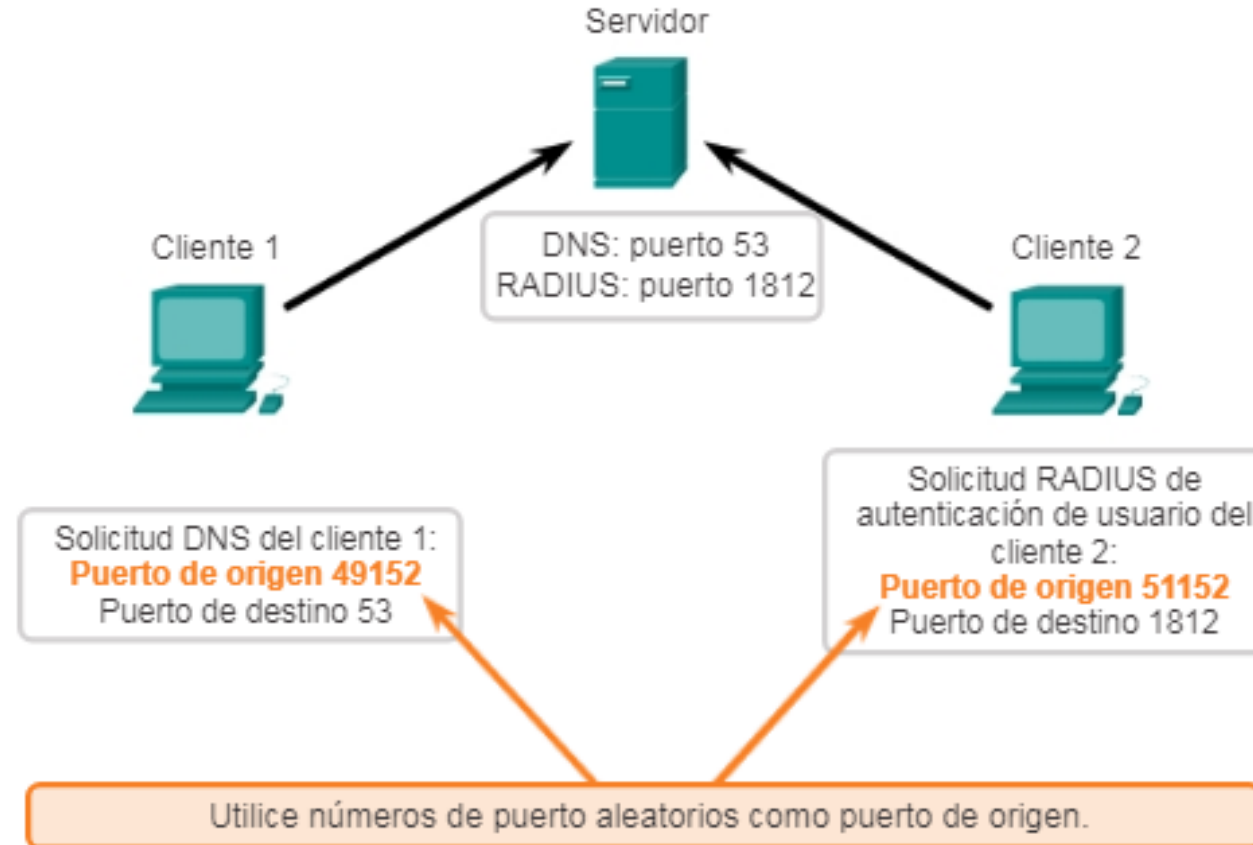 Servidor
Cliente 1
DNS: puerto 53
RADIUS: puerto 1812
Cliente 2
Solicitud DNS del cliente 1:
Puerto de origen 49152
Puerto de destino 53
Solicitud RADIUS de
autenticación de usuario del
cliente 2:
Puerto de origen 51152
Puerto de destino 1812
Utilice números de puerto aleatorios como puerto de origen.